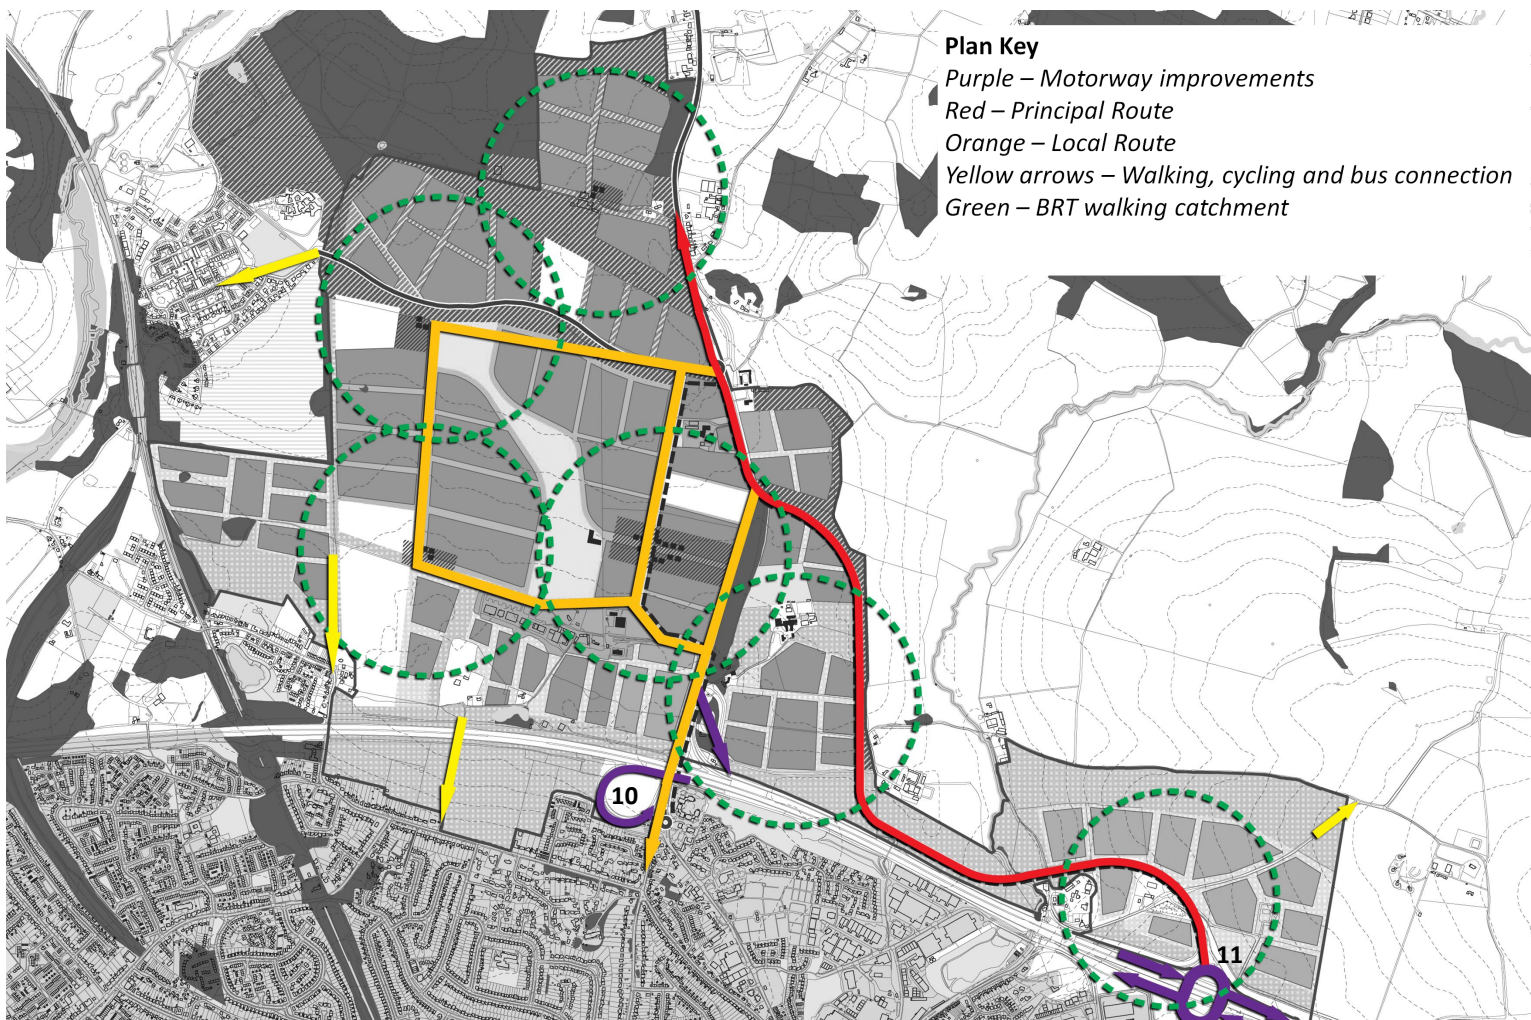 Plan Key
Purple – Motorway improvements
Red – Principal Route
Orange – Local Route
Yellow arrows – Walking, cycling and bus connection
Green – BRT walking catchment
10
11